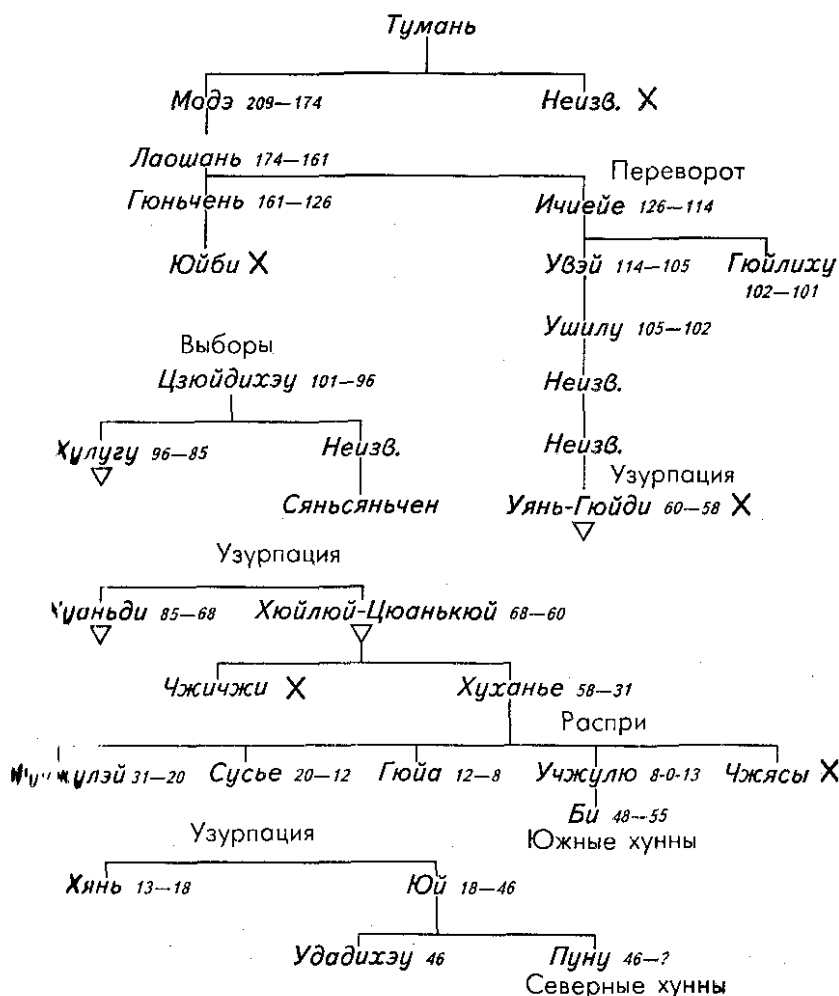 Тумань
Модэ 209—174 Неизв. X
Лаошань 174—161
Переворот
Гюньчень 161—126 Ичиейе 126—114
Юйби X Увэй 114—105 Гюйлиху
102—101
Ушилу 105—102
Выборы
Цзюйдихэу 101—96 Неизв.
Хулугу 96—85 Неизв. Неизв.
Узурпация
Сяньсяньчен Уянь-Гюйди 60—58 X
Узурпация
85—68 Хюйлюй-Цюанькюй 68—60
Чжичжи X Хуханье 58—31
Распри
31—20 Сусье 20—12 Гюйа 12—8 Учжулю 8-0-13 Чжясы X
Би 48--55
Узурпация Южные хунны
Хянь 13—18 Юй 18—46
Удадихэу 46 Пуну 46—?
Северные хунны